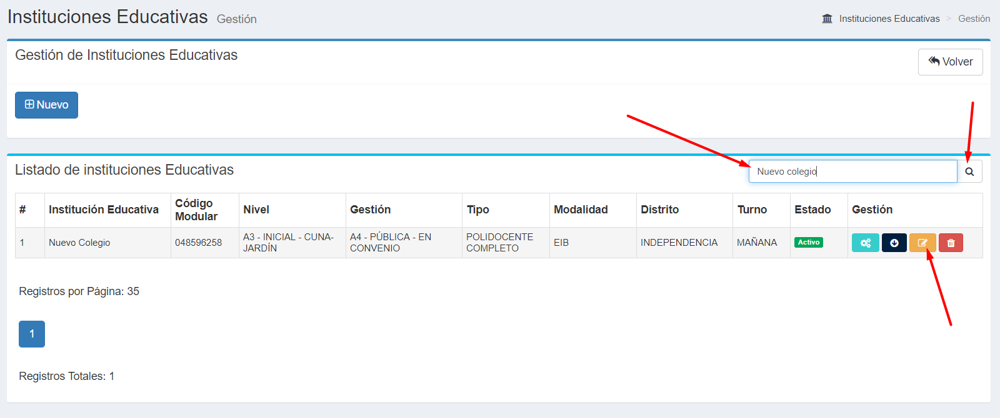 Instituciones Educativas Gestión
Instituciones Educativas > Gestión
Gestión de Instituciones Educativas
Volver
Nuevo
Listado de instituciones Educativas
Nuevo colegio
# Institución Educativa Código Modular Nivel Gestión Tipo Modalidad Distrito Turno Estado Gestión
1 Nuevo Colegio 048596258 A3 - INICIAL - CUNA-JARDÍN A4 - PÚBLICA - EN CONVENIO POLIDOCENTE COMPLETO EIB INDEPENDENCIA MAÑANA Activo
Registros por Página: 35
1
Registros Totales: 1